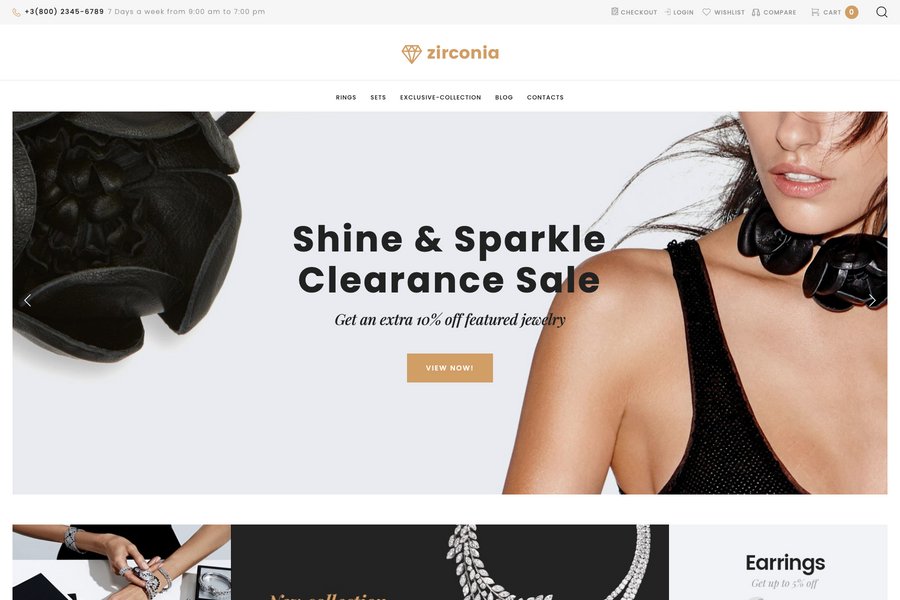 +3(800) 2345-6789 7 Days a week from 9:00 am to 7:00 pm
CHECKOUT LOGIN WISHLIST COMPARE CART 0
zirconia
RINGS SETS EXCLUSIVE-COLLECTION BLOG CONTACTS
Shine & Sparkle
Clearance Sale
Get an extra 10% off featured jewelry
VIEW NOW!
Earrings
Get up to 5% off
New collection